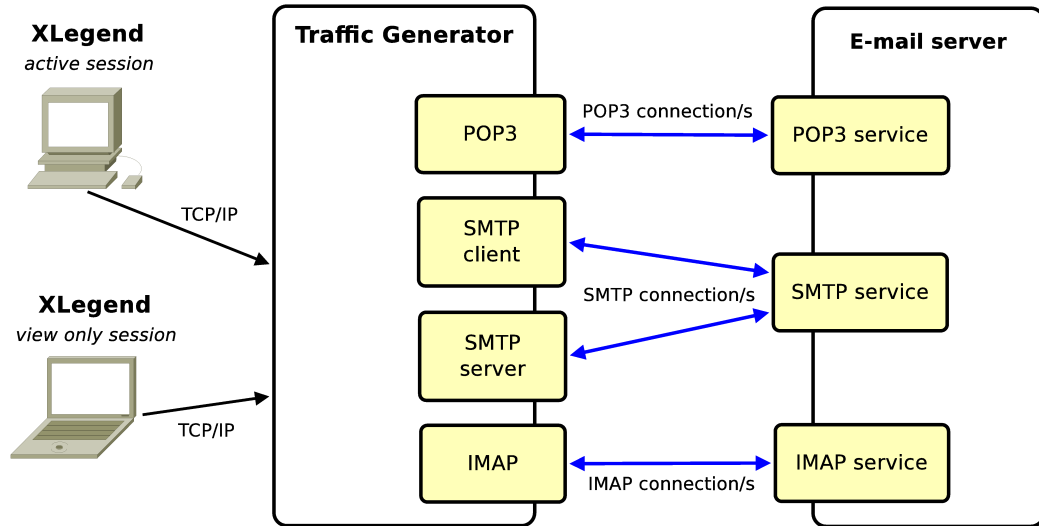 XLegend
active session
TCP/IP
XLegend
view only session
TCP/IP
Traffic Generator
POP3
SMTP
client
SMTP
server
IMAP
POP3 connection/s
SMTP connection/s
IMAP connection/s
E-mail server
POP3 service
SMTP service
IMAP service